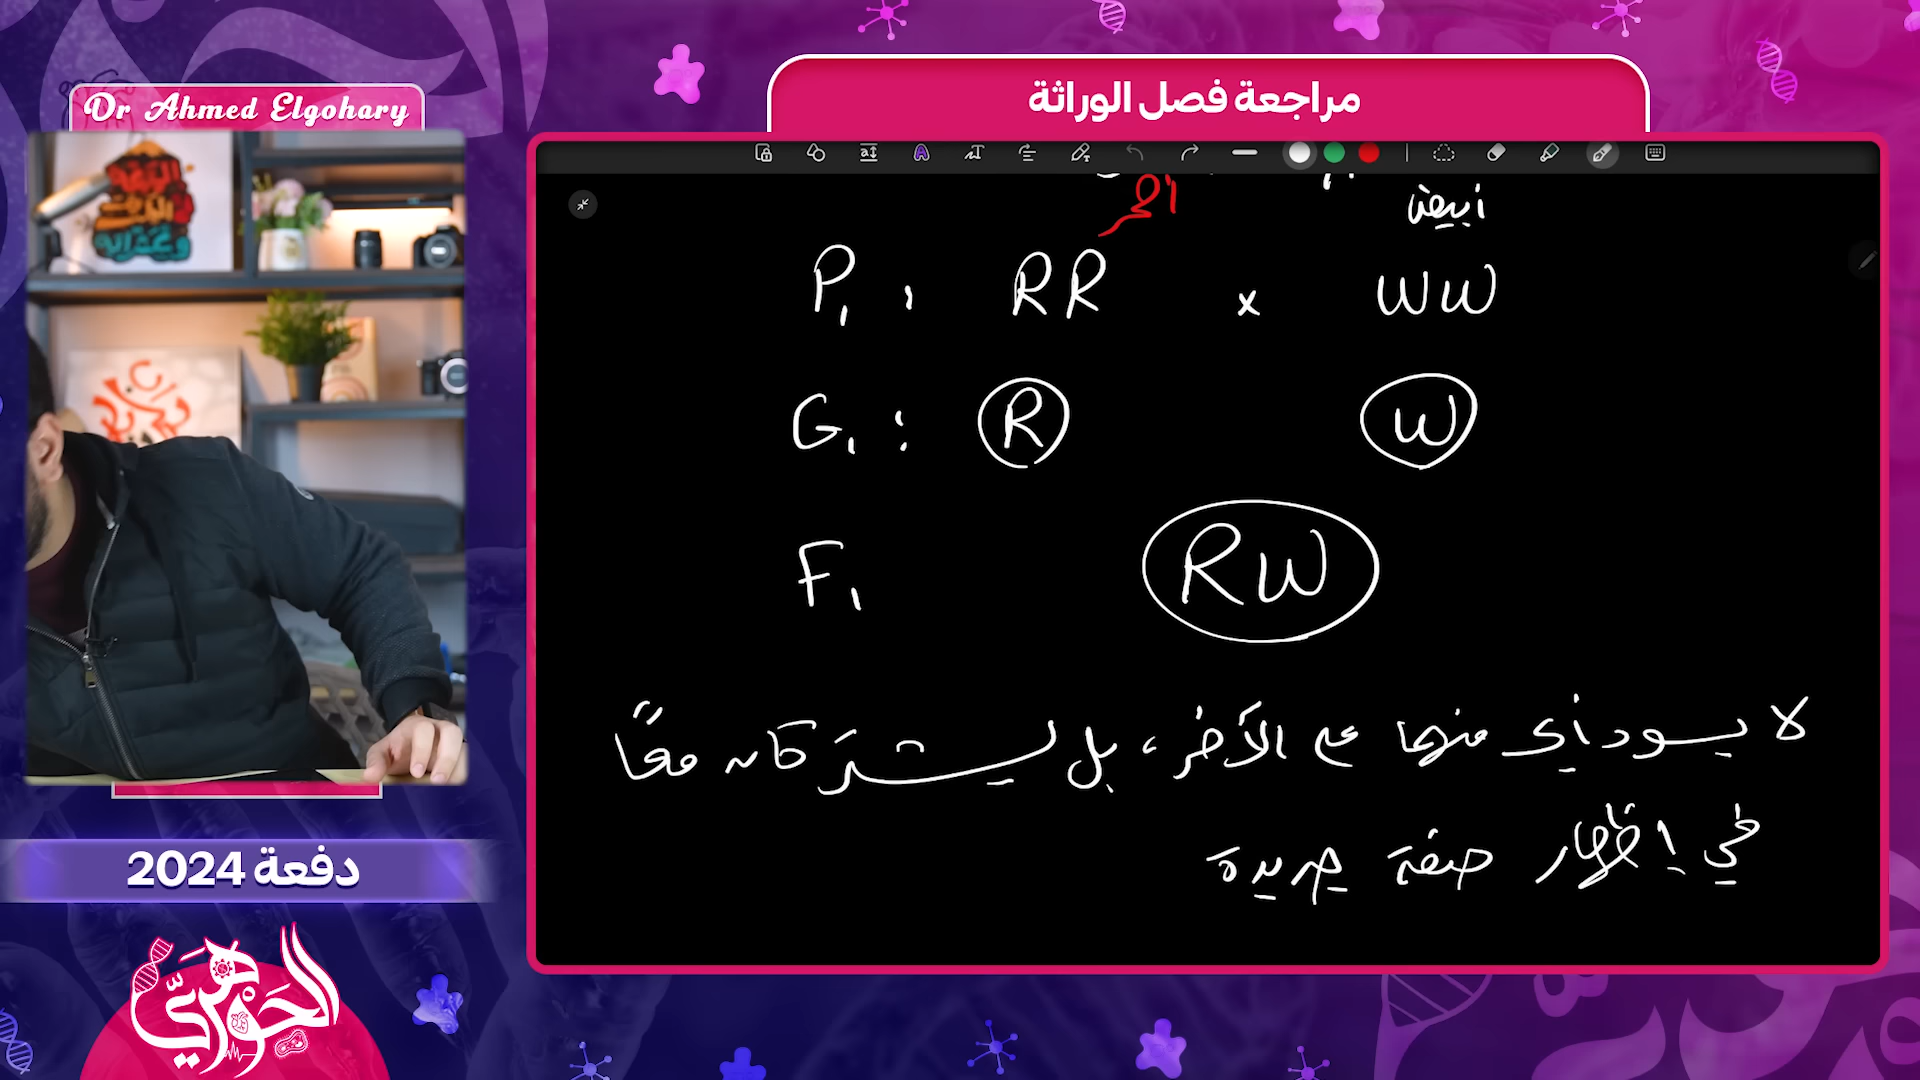 Dr Ahmed Elgohary
مراجعة فصل الوراثة
أحمر
أبيض
P1 : RR x WW
G1 : R W
F1 RW
لا يسود أي منهما على الآخر، بل يشتركان معًا
في إظهار صفة جديدة
دفعة 2024
الجوهري